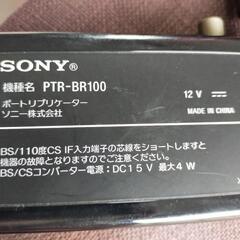 SONY®
機種名 PTR-BR100
ポートリプリケーター
ソニー株式会社
12 V ⎓
MADE IN CHINA
BS/110度CS IF入力端子の芯線をショートしますと
機器の故障となりますのでご注意ください。
BS/CSコンバーター電源:DC15V 最大4W